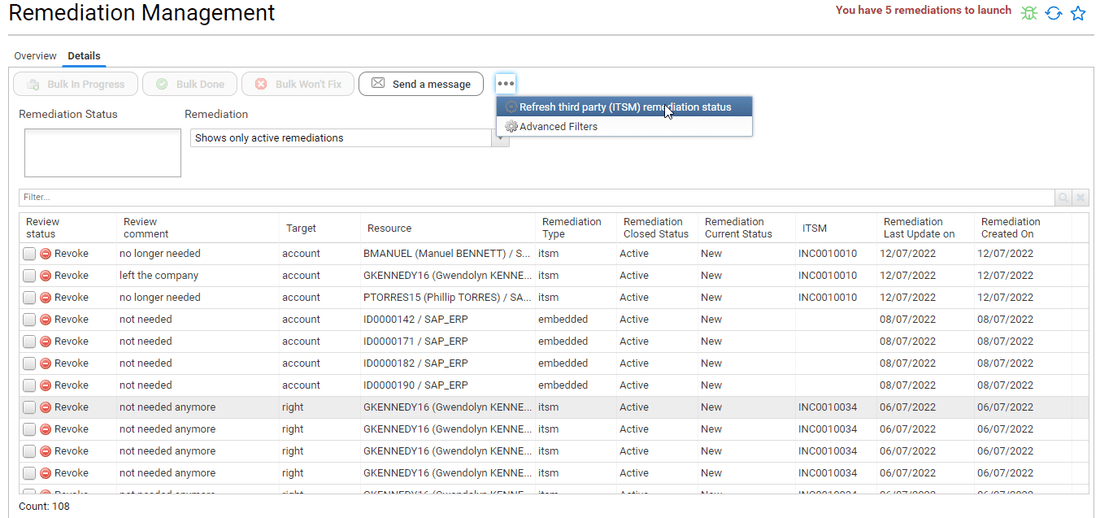 Remediation Management
You have 5 remediations to launch
Overview Details
Bulk In Progress Bulk Done Bulk Won't Fix Send a message
Refresh third party (ITSM) remediation status
Advanced Filters
Remediation Status Remediation
Shows only active remediations
Filter...
Review status Review comment Target Resource Remediation Type Remediation Closed Status Remediation Current Status ITSM Remediation Last Update on Remediation Created On
Revoke no longer needed account BMANUEL (Manuel BENNETT) / S... itsm Active New INC0010010 12/07/2022 12/07/2022
Revoke left the company account GKENNEDY16 (Gwendolyn KENNE... itsm Active New INC0010010 12/07/2022 12/07/2022
Revoke no longer needed account PTORRES15 (Phillip TORRES) / SA... itsm Active New INC0010010 12/07/2022 12/07/2022
Revoke not needed account ID0000142 / SAP_ERP embedded Active New 08/07/2022 08/07/2022
Revoke not needed account ID0000171 / SAP_ERP embedded Active New 08/07/2022 08/07/2022
Revoke not needed account ID0000182 / SAP_ERP embedded Active New 08/07/2022 08/07/2022
Revoke not needed account ID0000190 / SAP_ERP embedded Active New 08/07/2022 08/07/2022
Revoke not needed anymore right GKENNEDY16 (Gwendolyn KENNE... itsm Active New INC0010034 06/07/2022 06/07/2022
Revoke not needed anymore right GKENNEDY16 (Gwendolyn KENNE... itsm Active New INC0010034 06/07/2022 06/07/2022
Revoke not needed anymore right GKENNEDY16 (Gwendolyn KENNE... itsm Active New INC0010034 06/07/2022 06/07/2022
Revoke not needed anymore right GKENNEDY16 (Gwendolyn KENNE... itsm Active New INC0010034 06/07/2022 06/07/2022
Count: 108